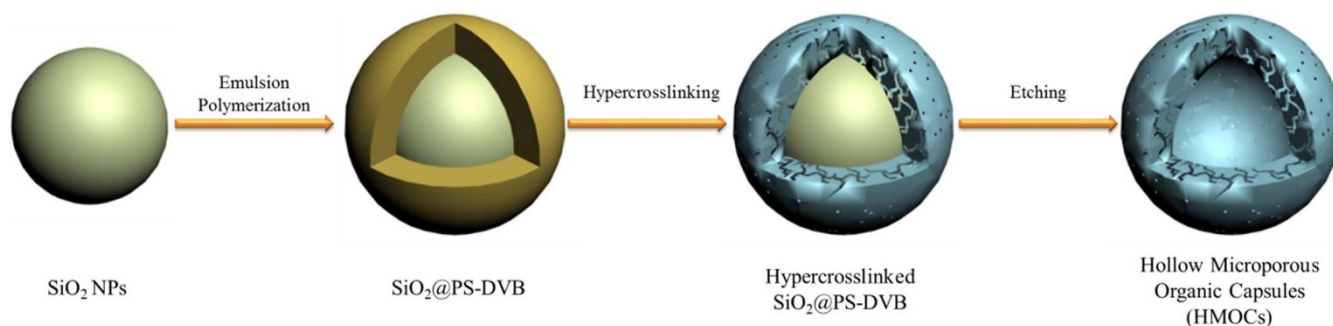 Emulsion
Polymerization
Hypercrosslinking
Etching
SiO₂ NPs
SiO₂@PS-DVB
Hypercrosslinked
SiO₂@PS-DVB
Hollow Microporous
Organic Capsules
(HMOCs)